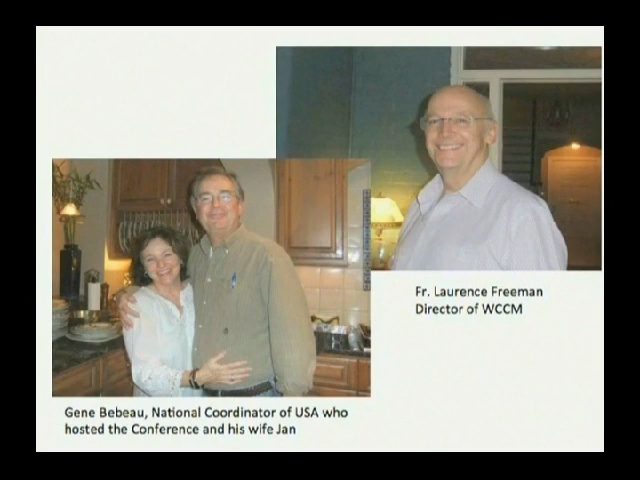 Fr. Laurence Freeman
Director of WCCM
Gene Bebeau, National Coordinator of USA who
hosted the Conference and his wife Jan